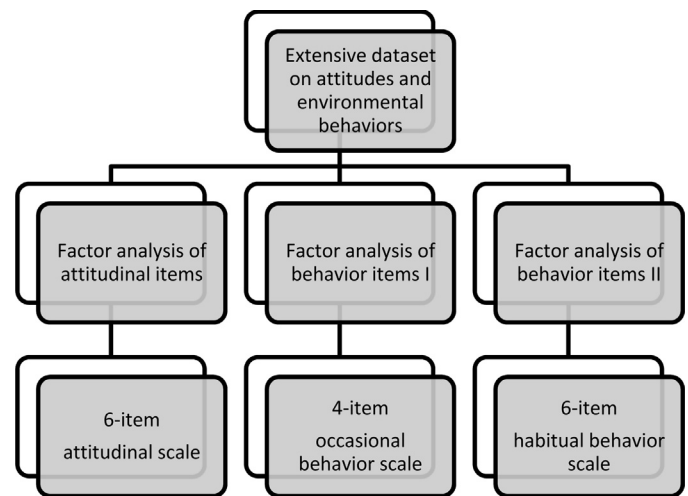 Extensive dataset
on attitudes and
environmental
behaviors
Factor analysis of
attitudinal items
Factor analysis of
behavior items I
Factor analysis of
behavior items II
6-item
attitudinal scale
4-item
occasional
behavior scale
6-item
habitual behavior
scale